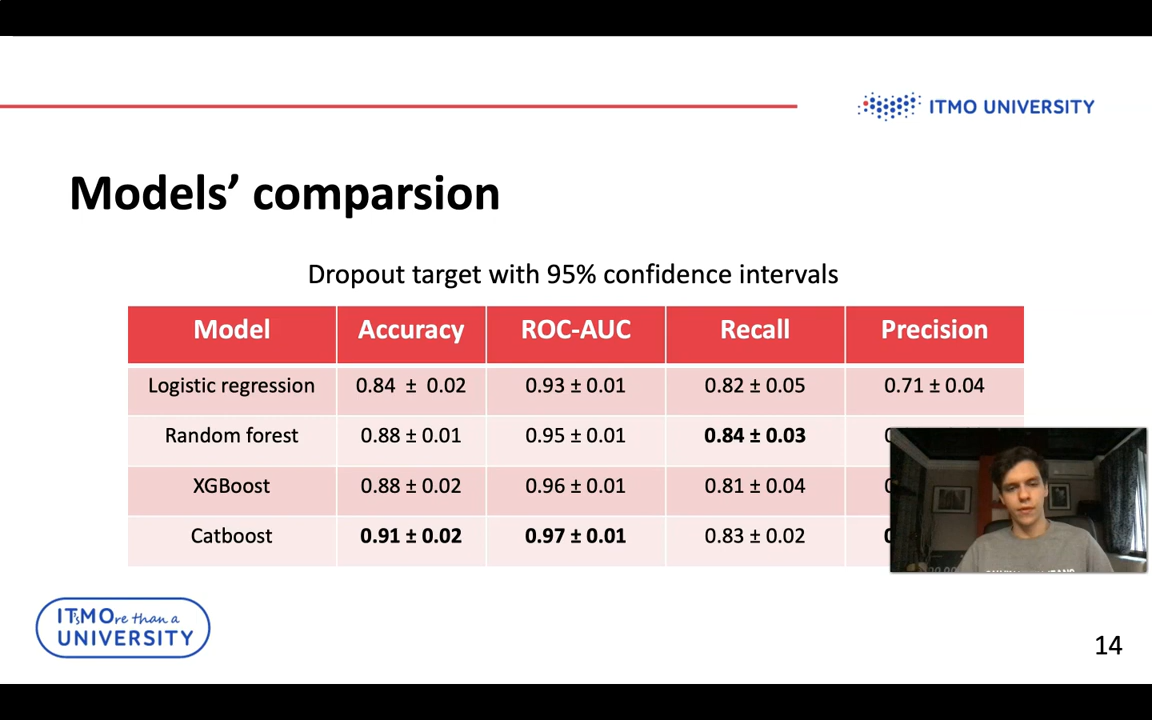 ITMO UNIVERSITY
Models’ comparsion
Dropout target with 95% confidence intervals
Model Accuracy ROC-AUC Recall Precision
Logistic regression 0.84 ± 0.02 0.93 ± 0.01 0.82 ± 0.05 0.71 ± 0.04
Random forest 0.88 ± 0.01 0.95 ± 0.01 0.84 ± 0.03
XGBoost 0.88 ± 0.02 0.96 ± 0.01 0.81 ± 0.04
Catboost 0.91 ± 0.02 0.97 ± 0.01 0.83 ± 0.02
IT'sMOre than a
UNIVERSITY
14